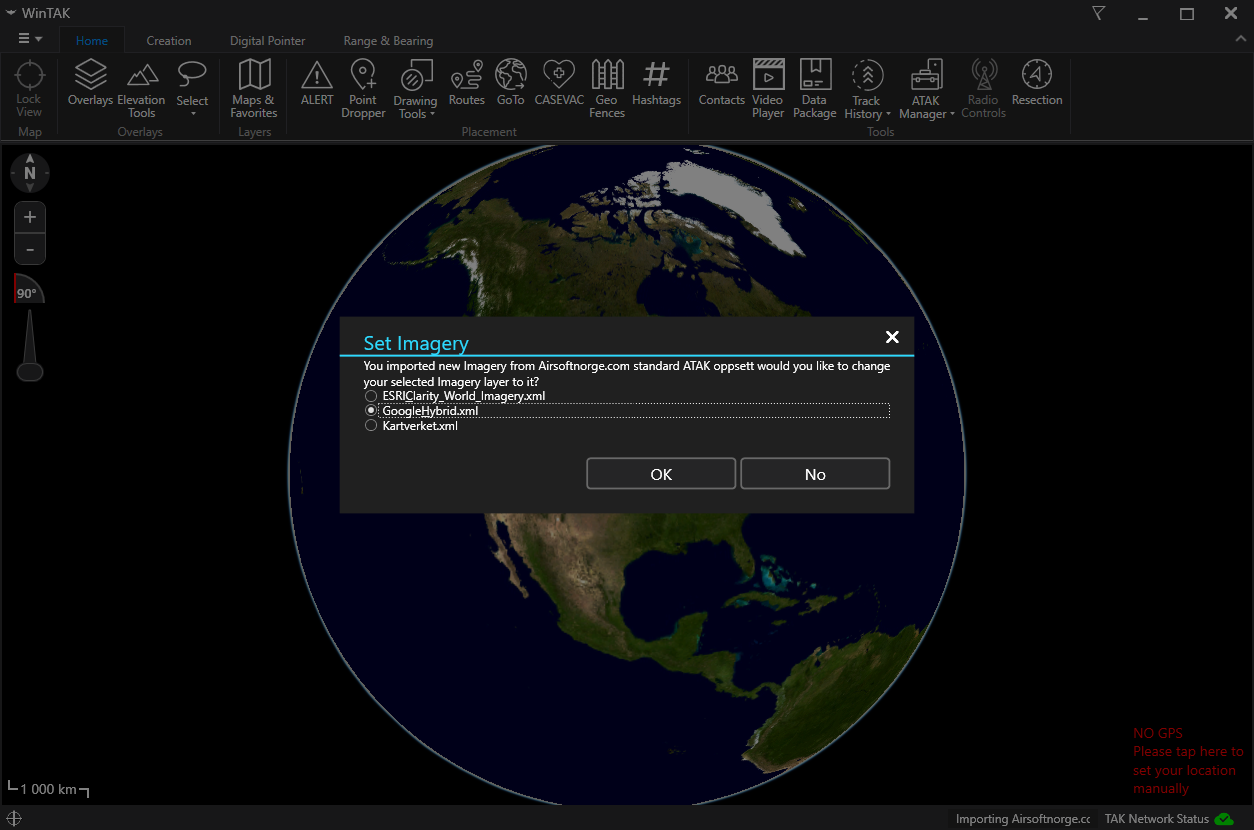 WinTAK
Home Creation Digital Pointer Range & Bearing
Lock View
Overlays
Elevation Tools
Select
Maps & Favorites
ALERT
Point Dropper
Drawing Tools
Routes
GoTo
CASEVAC
Geo Fences
Hashtags
Contacts
Video Player
Data Package
Track History
ATAK Manager
Radio Controls
Resection
Map Overlays Layers Placement Tools
N
+
-
90°
Set Imagery
You imported new Imagery from Airsoftnorge.com standard ATAK oppsett would you like to change
your selected Imagery layer to it?
ESRIClarity_World_Imagery.xml
GoogleHybrid.xml
Kartverket.xml
OK No
NO GPS
Please tap here to
set your location
manually
1 000 km
Importing Airsoftnorge.cc TAK Network Status